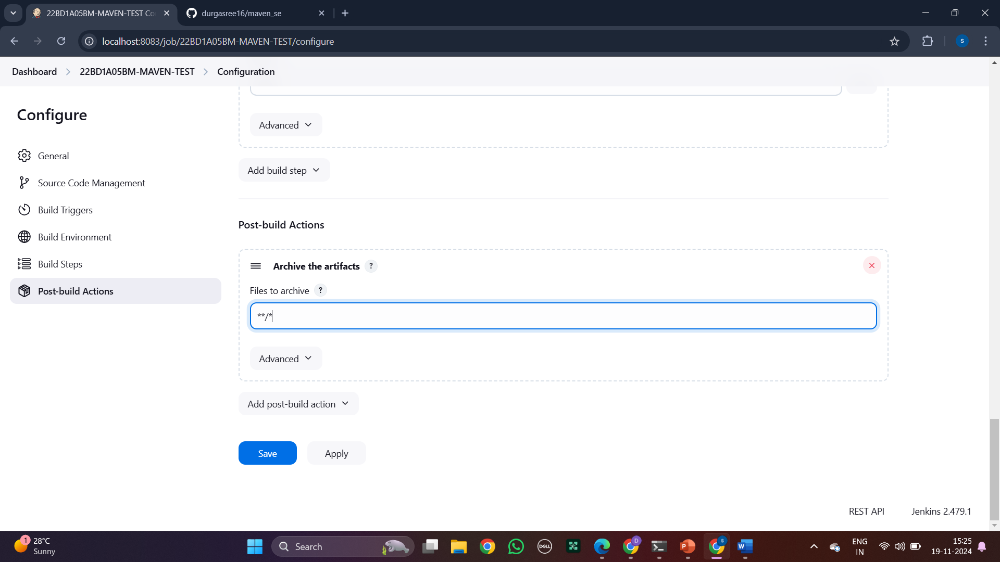 22BD1A05BM-MAVEN-TEST Co
durgasree16/maven_se
localhost:8083/job/22BD1A05BM-MAVEN-TEST/configure
S
Dashboard > 22BD1A05BM-MAVEN-TEST > Configuration
Configure
General
Source Code Management
Build Triggers
Build Environment
Build Steps
Post-build Actions
Advanced
Add build step
Post-build Actions
Archive the artifacts ?
Files to archive ?
**/*
Advanced
Add post-build action
Save
Apply
REST API
Jenkins 2.479.1
1
28°C
Sunny
Search
DELL
D
P
S
W
ENG
IN
15:25
19-11-2024